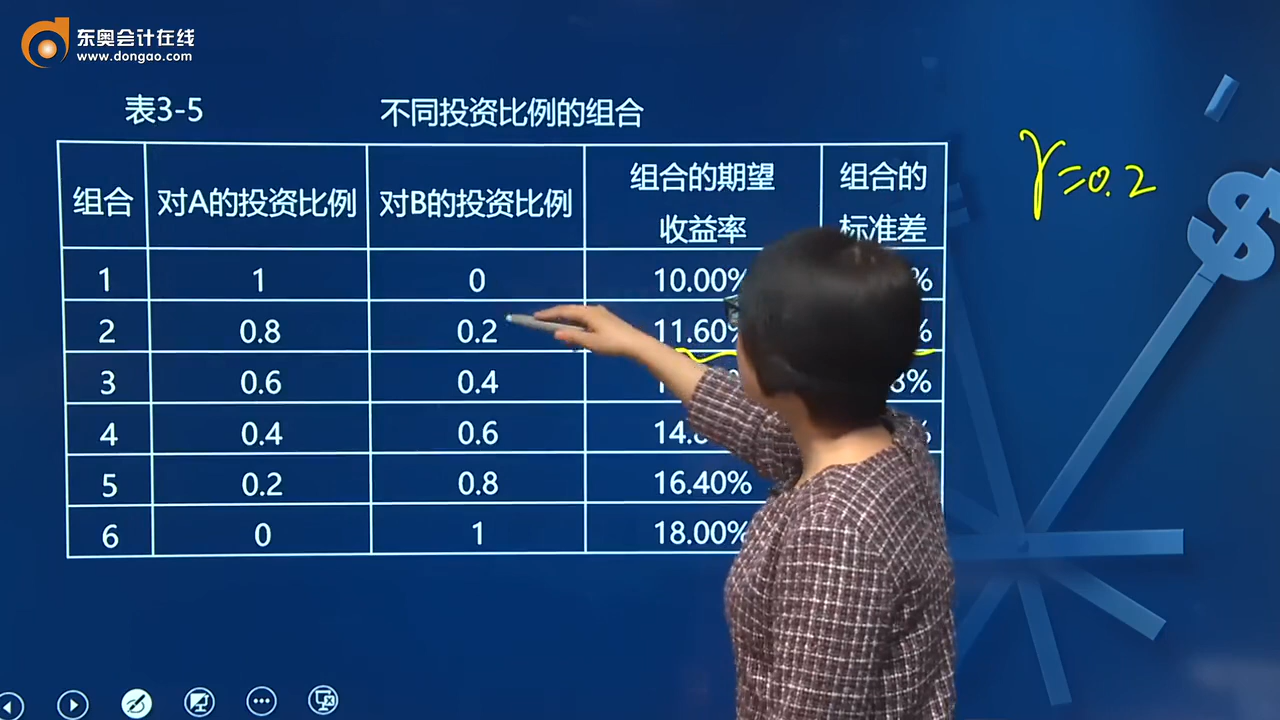 东奥会计在线
www.dongao.com
表3-5 不同投资比例的组合
组合 对A的投资比例 对B的投资比例 组合的期望收益率 组合的标准差
1 1 0 10.00%
2 0.8 0.2 11.60%
3 0.6 0.4
4 0.4 0.6
5 0.2 0.8 16.40%
6 0 1 18.00%
r=0.2